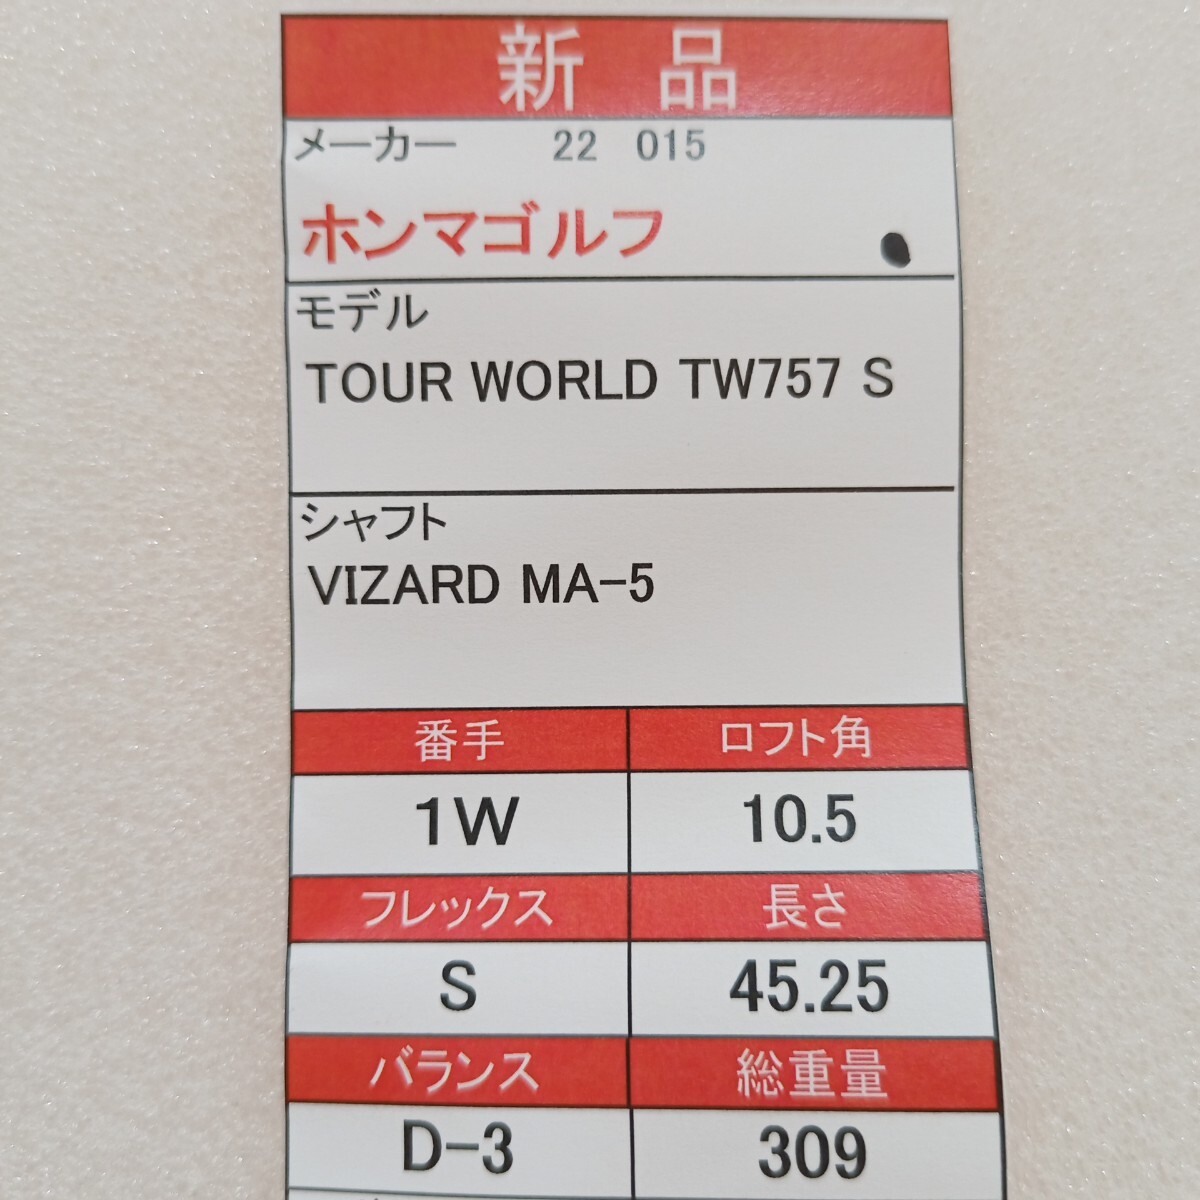 新 品
メーカー 22 015
ホンマゴルフ
モデル
TOUR WORLD TW757 S
シャフト
VIZARD MA-5
番手 ロフト角
1W 10.5
フレックス 長さ
S 45.25
バランス 総重量
D-3 309